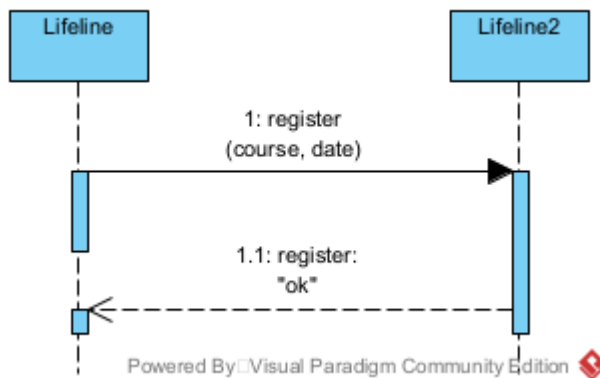 Lifeline
Lifeline2
1: register
(course, date)
1.1: register:
"ok"
Powered By Visual Paradigm Community Edition